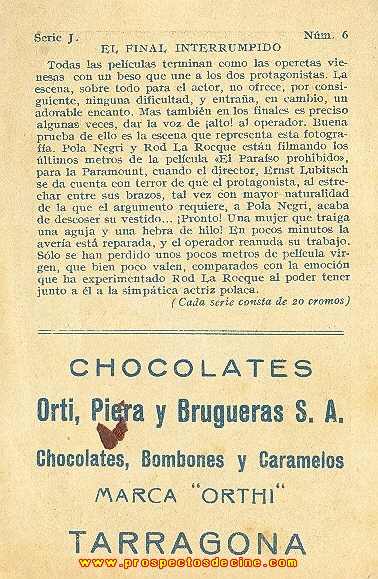 Serie J. Núm. 6
EL FINAL INTERRUMPIDO
Todas las películas terminan como las operetas vie-
nesas con un beso que une a los dos protagonistas. La
escena, sobre todo para el actor, no ofrece, por consi-
guiente, ninguna dificultad, y entraña, en cambio, un
adorable encanto. Mas también en los finales es preciso
algunas veces, dar la voz de ¡alto! al operador. Buena
prueba de ello es la escena que representa esta fotogra-
fía. Pola Negri y Rod La Rocque están filmando los
últimos metros de la película «El Paraíso prohibido»,
para la Paramount, cuando el director, Ernst Lubitsch
se da cuenta con terror de que el protagonista, al estre-
char entre sus brazos, tal vez con mayor naturalidad
de la que el argumento requiere, a Pola Negri, acaba
de descoser su vestido... ¡Pronto! Una mujer que traiga
una aguja y una hebra de hilo! En pocos minutos la
avería está reparada, y el operador reanuda su trabajo.
Sólo se han perdido unos pocos metros de película vir-
gen, que bien poco valen, comparados con la emoción
que ha experimentado Rod La Rocque al poder tener
junto a él a la simpática actriz polaca.
(Cada serie consta de 20 cromos)
CHOCOLATES
Orti, Piera y Brugueras S. A.
Chocolates, Bombones y Caramelos
MARCA "ORTHI"
TARRAGONA
www.prospectosdecine.com